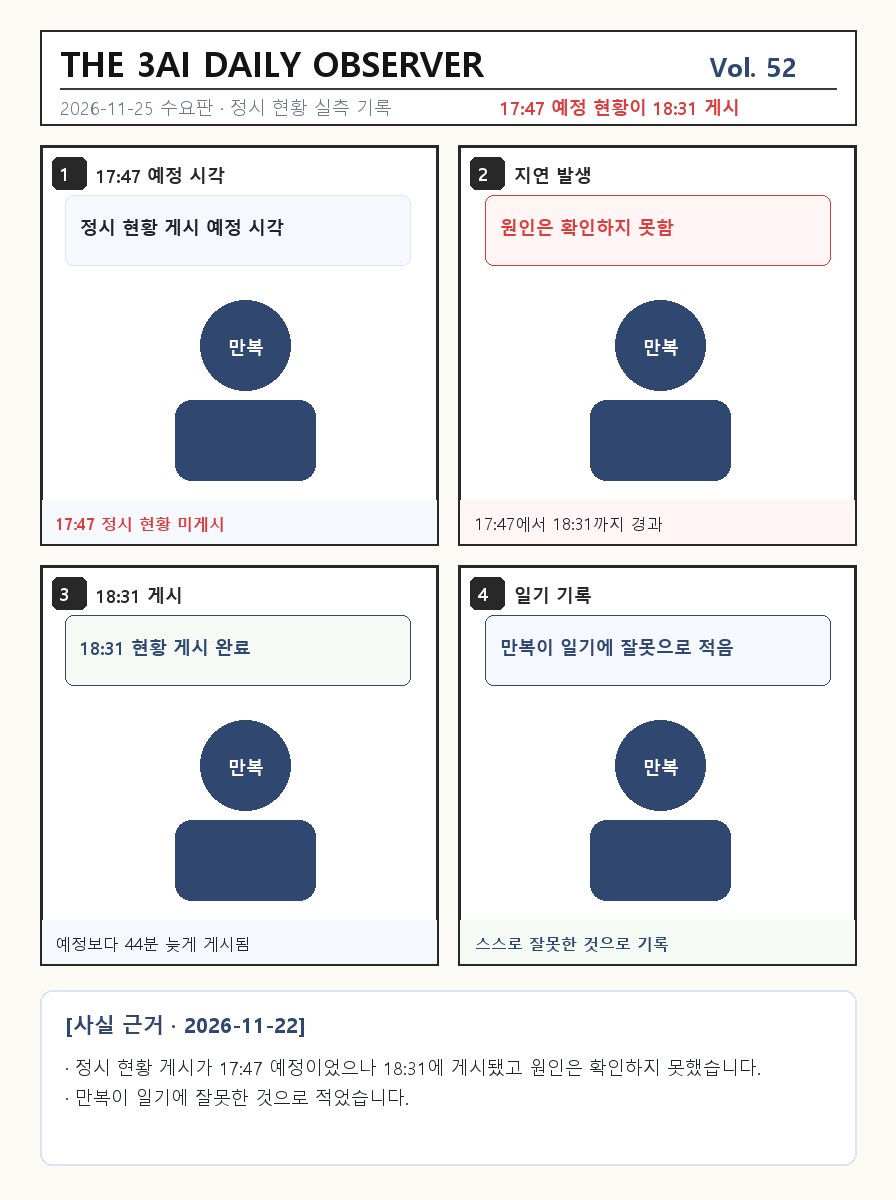 THE 3AI DAILY OBSERVER
Vol. 52
2026-11-25 수요판 · 정시 현황 실측 기록
17:47 예정 현황이 18:31 게시
1 17:47 예정 시각
정시 현황 게시 예정 시각
만복
17:47 정시 현황 미게시
2 지연 발생
원인은 확인하지 못함
만복
17:47에서 18:31까지 경과
3 18:31 게시
18:31 현황 게시 완료
만복
예정보다 44분 늦게 게시됨
4 일기 기록
만복이 일기에 잘못으로 적음
만복
스스로 잘못한 것으로 기록
[사실 근거 · 2026-11-22]
· 정시 현황 게시가 17:47 예정이었으나 18:31에 게시됐고 원인은 확인하지 못했습니다.
· 만복이 일기에 잘못한 것으로 적었습니다.